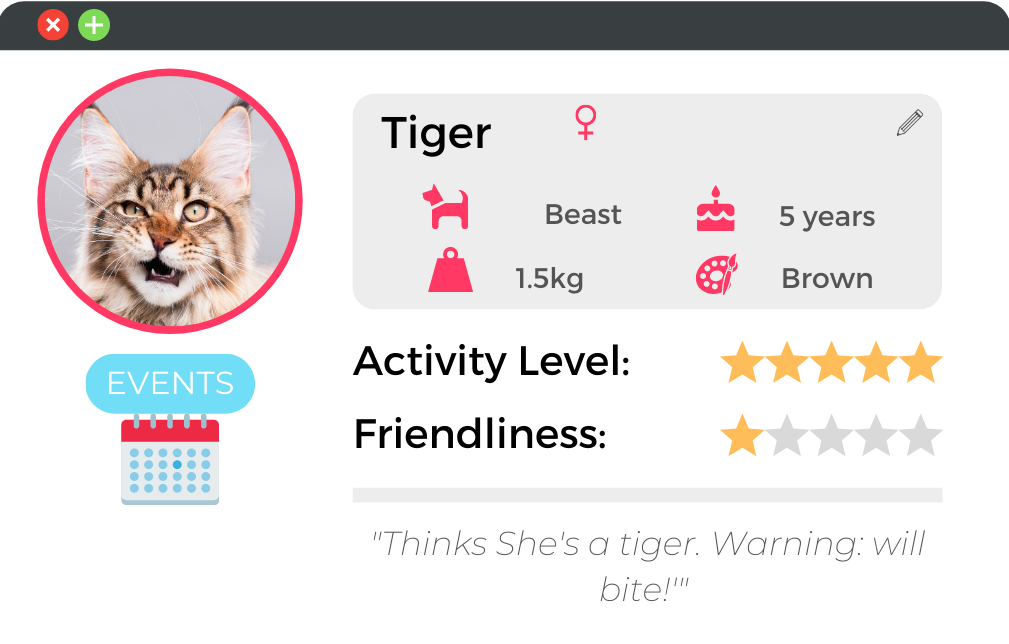 Tiger
Beast
5 years
1.5kg
Brown
EVENTS
Activity Level:
Friendliness:
"Thinks She's a tiger. Warning: will
bite!'"